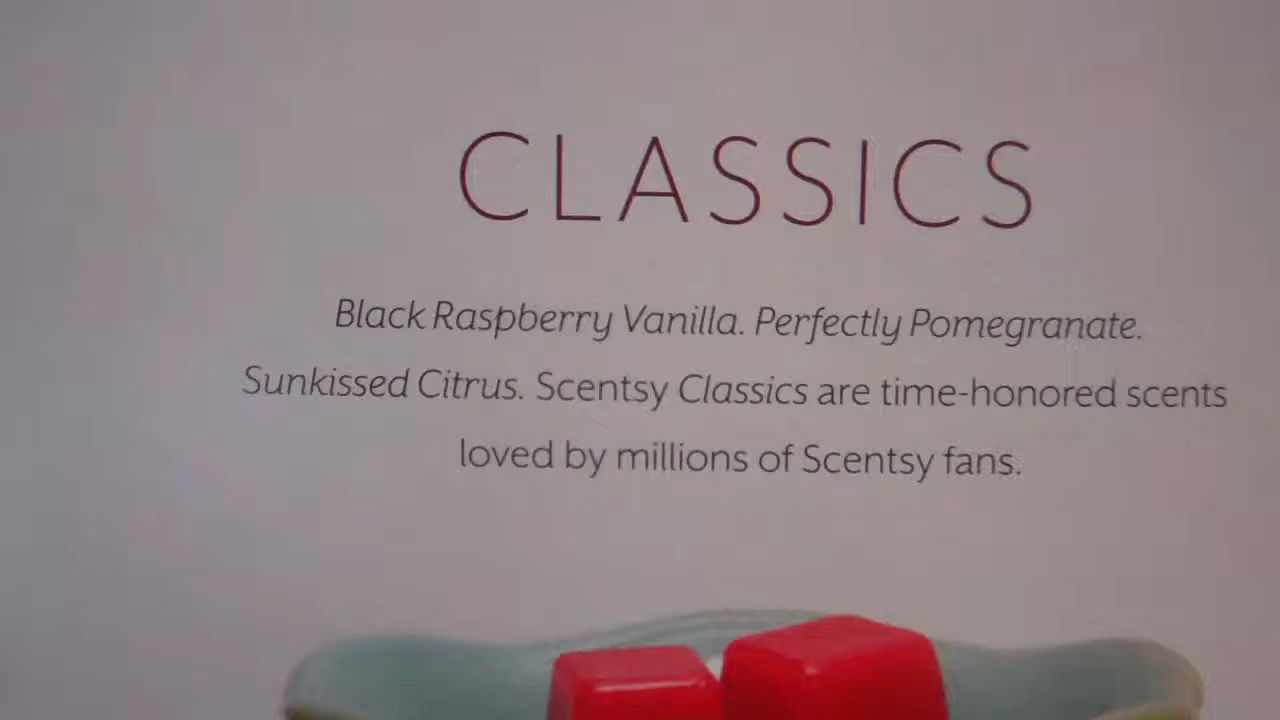 CLASSICS
Black Raspberry Vanilla. Perfectly Pomegranate.
Sunkissed Citrus. Scentsy Classics are time-honored scents
loved by millions of Scentsy fans.